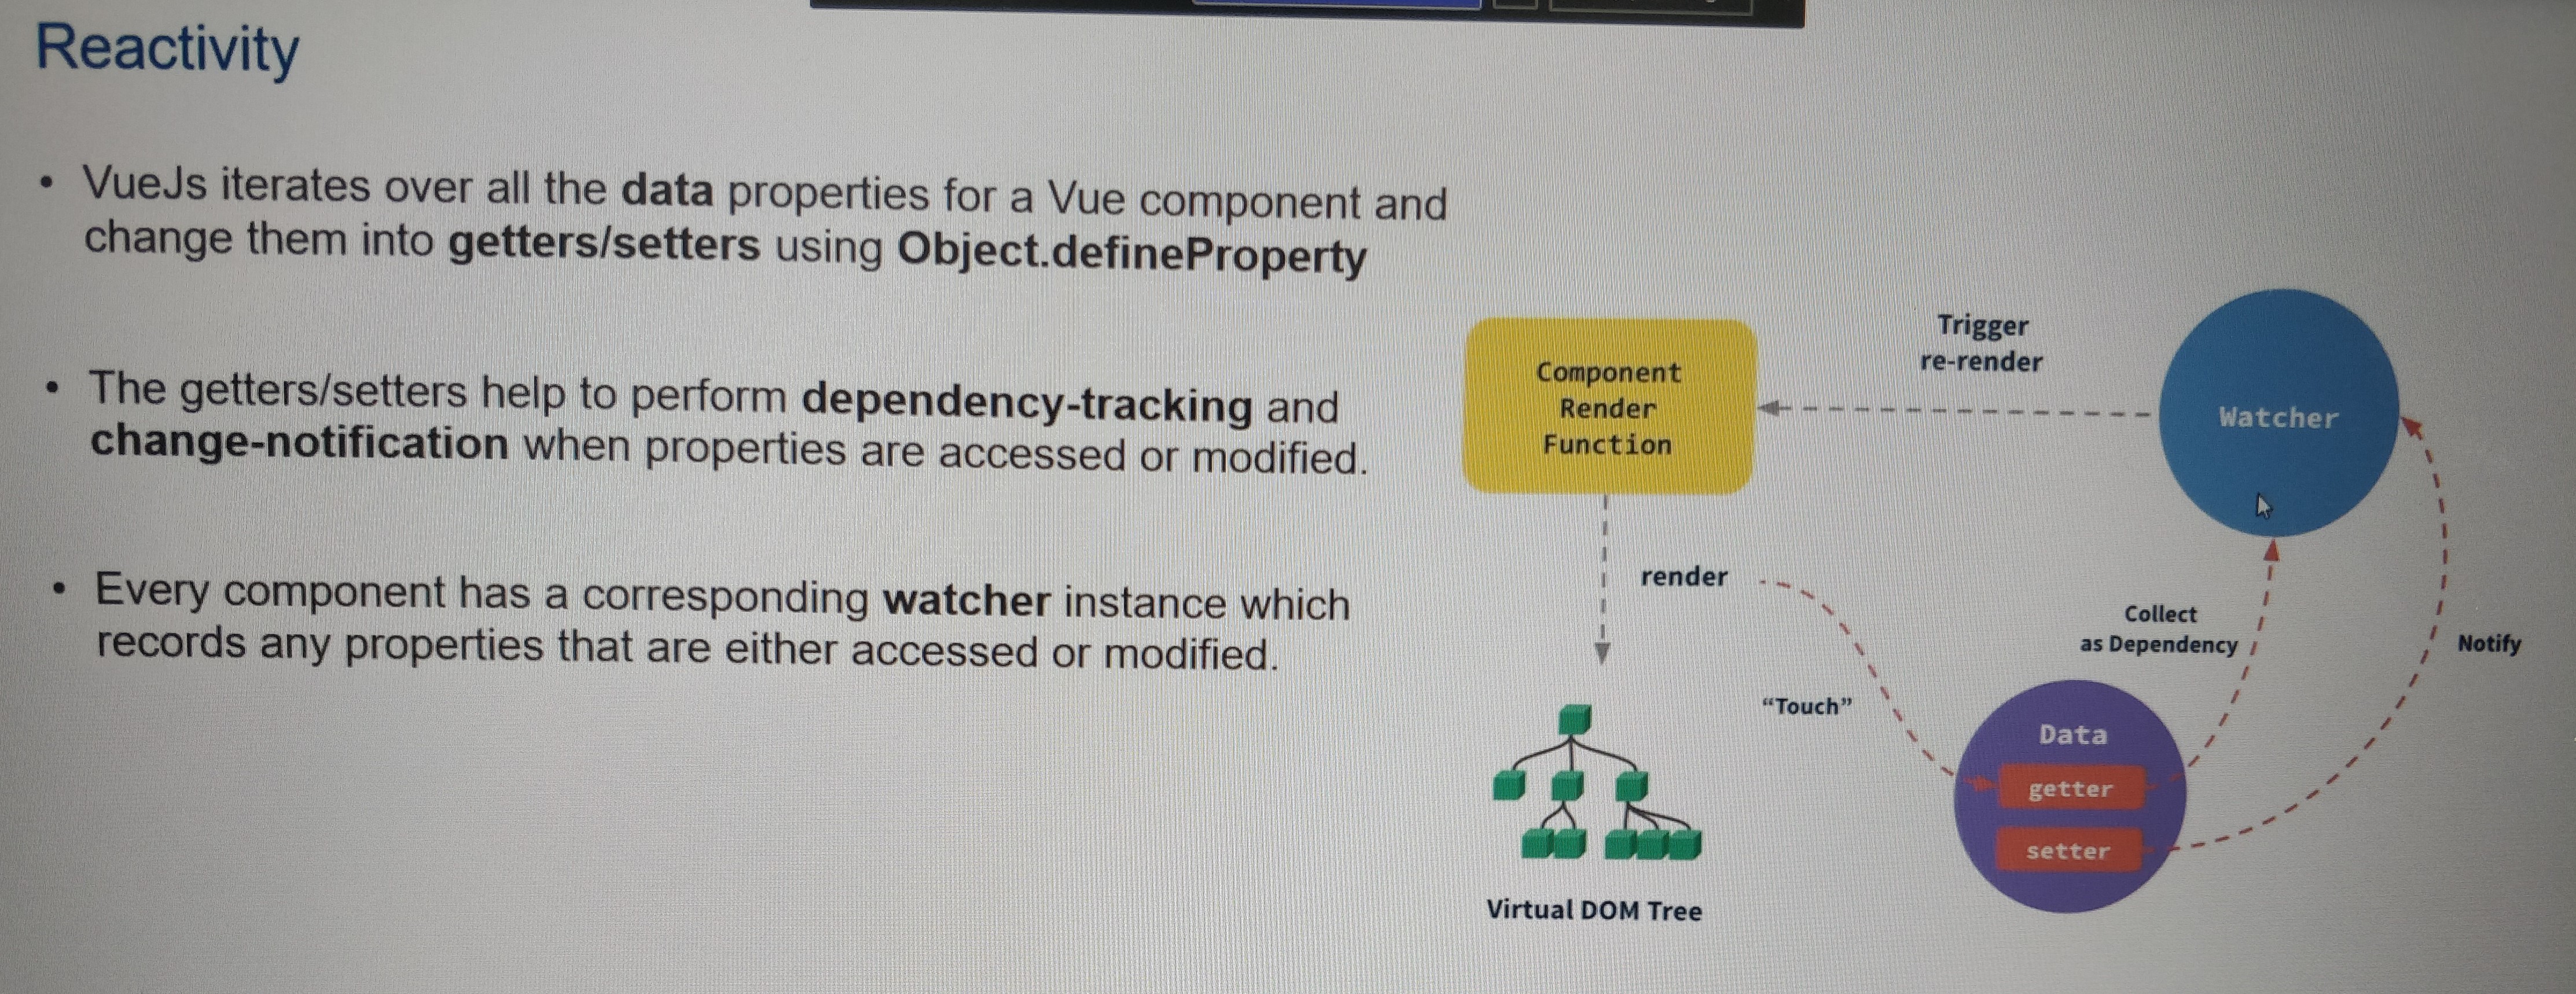 Reactivity
• VueJs iterates over all the data properties for a Vue component and
change them into getters/setters using Object.defineProperty
• The getters/setters help to perform dependency-tracking and
change-notification when properties are accessed or modified.
• Every component has a corresponding watcher instance which
records any properties that are either accessed or modified.
Component
Render
Function
Trigger
re-render
Watcher
render
"Touch"
Collect
as Dependency
Notify
Data
getter
setter
Virtual DOM Tree